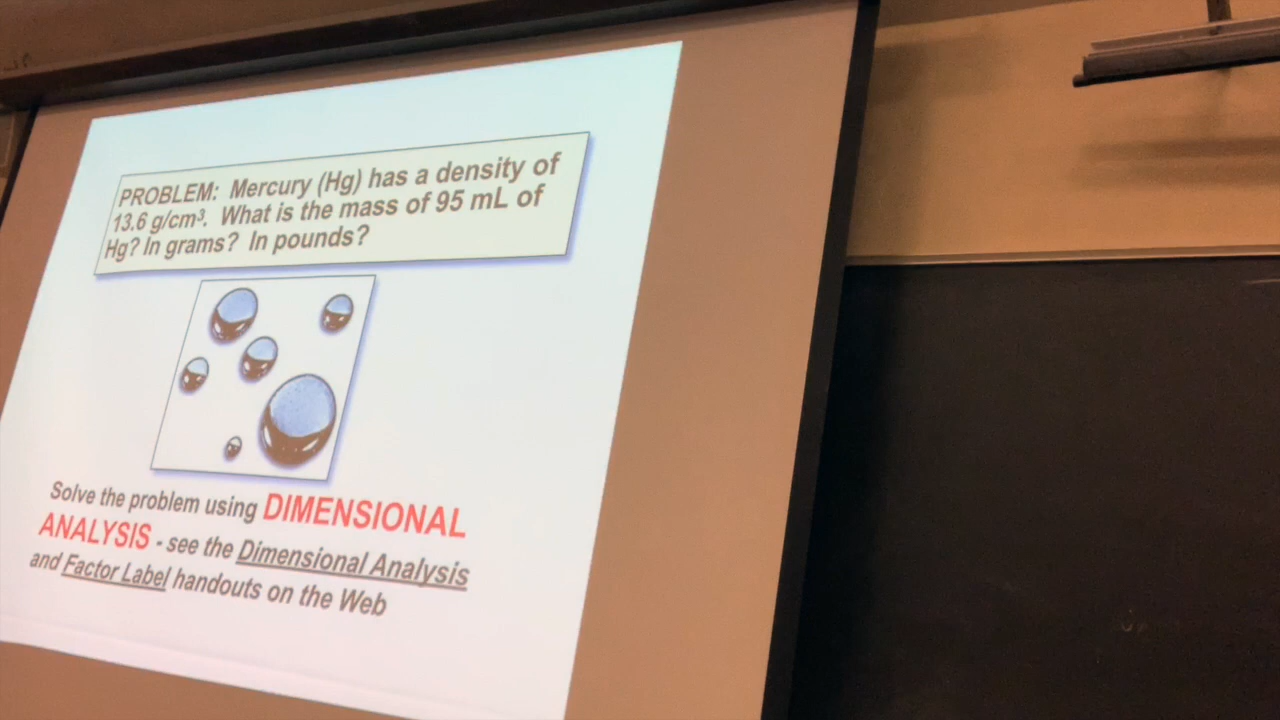 PROBLEM: Mercury (Hg) has a density of
13.6 g/cm³. What is the mass of 95 mL of
Hg? In grams? In pounds?
Solve the problem using DIMENSIONAL
ANALYSIS - see the Dimensional Analysis
and Factor Label handouts on the Web